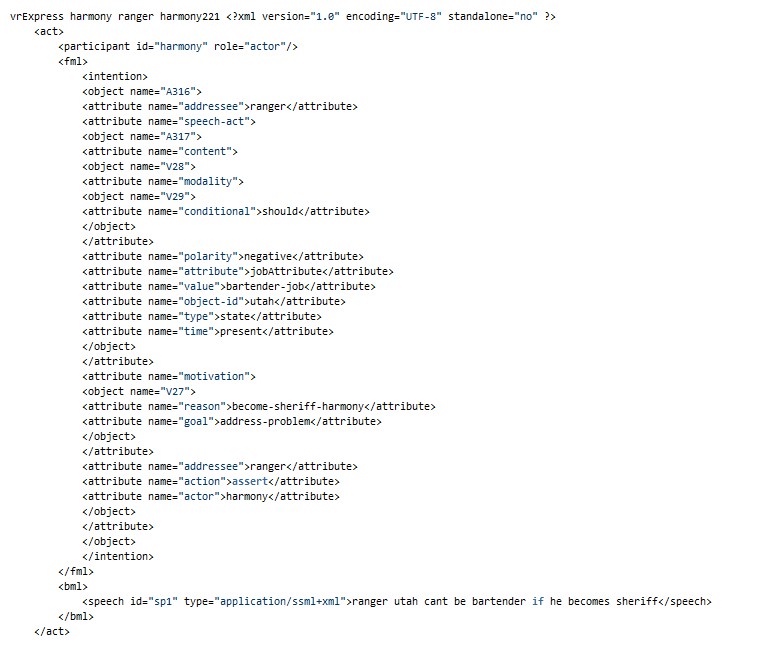 vrExpress harmony ranger harmony221 <?xml version="1.0" encoding="UTF-8" standalone="no" ?>
<act>
<participant id="harmony" role="actor"/>
<fml>
<intention>
<object name="A316">
<attribute name="addressee">ranger</attribute>
<attribute name="speech-act">
<object name="A317">
<attribute name="content">
<object name="V28">
<attribute name="modality">
<object name="V29">
<attribute name="conditional">should</attribute>
</object>
</attribute>
<attribute name="polarity">negative</attribute>
<attribute name="attribute">jobAttribute</attribute>
<attribute name="value">bartender-job</attribute>
<attribute name="object-id">utah</attribute>
<attribute name="type">state</attribute>
<attribute name="time">present</attribute>
</object>
</attribute>
<attribute name="motivation">
<object name="V27">
<attribute name="reason">become-sheriff-harmony</attribute>
<attribute name="goal">address-problem</attribute>
</object>
</attribute>
<attribute name="addressee">ranger</attribute>
<attribute name="action">assert</attribute>
<attribute name="actor">harmony</attribute>
</object>
</attribute>
</object>
</intention>
</fml>
<bml>
<speech id="sp1" type="application/ssml+xml">ranger utah cant be bartender if he becomes sheriff</speech>
</bml>
</act>